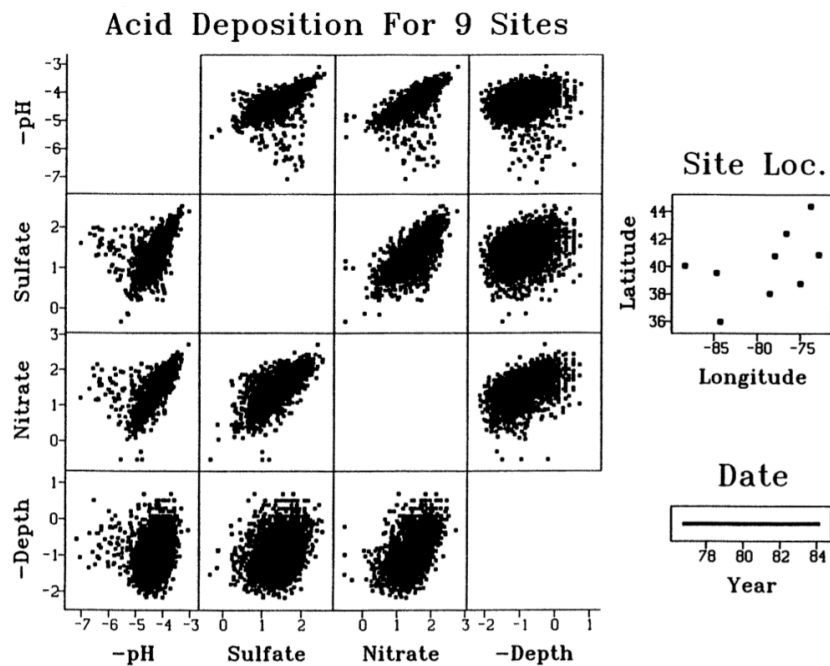 Acid Deposition For 9 Sites
-3
-4
-5
-6
-7
-pH
2
1
0
Sulfate
3
2
1
0
Nitrate
1
0
-1
-2
-Depth
-7 -6 -5 -4 -3
0 1 2
0 1 2 3
-2 -1 0 1
-pH
Sulfate
Nitrate
-Depth
Site Loc.
44
42
40
38
36
Latitude
-85 -80 -75
Longitude
Date
78 80 82 84
Year